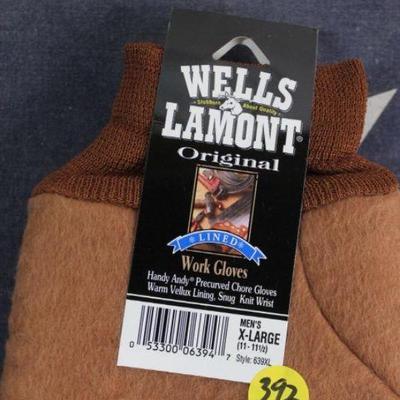 WELLS
Stubborn About Quality
LAMONT®
Original
LINED
Work Gloves
Handy Andy® Precurved Chore Gloves
Warm Vellux Lining, Snug Knit Wrist
MEN'S
X-LARGE
(11 - 11½)
Style: 639XL
0 53300 06394 7
392